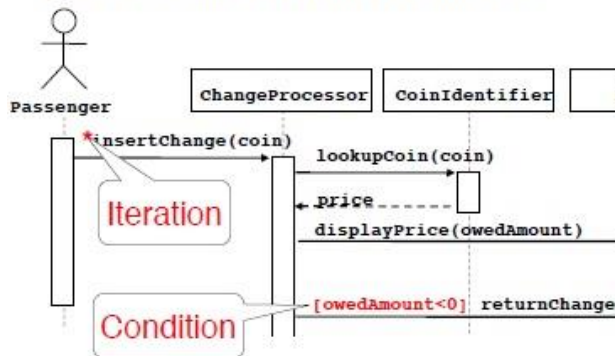 ChangeProcessor
CoinIdentifier
Passenger
*insertChange(coin)
lookupCoin(coin)
Iteration
price
displayPrice(owedAmount)
[owedAmount<0] returnChange
Condition